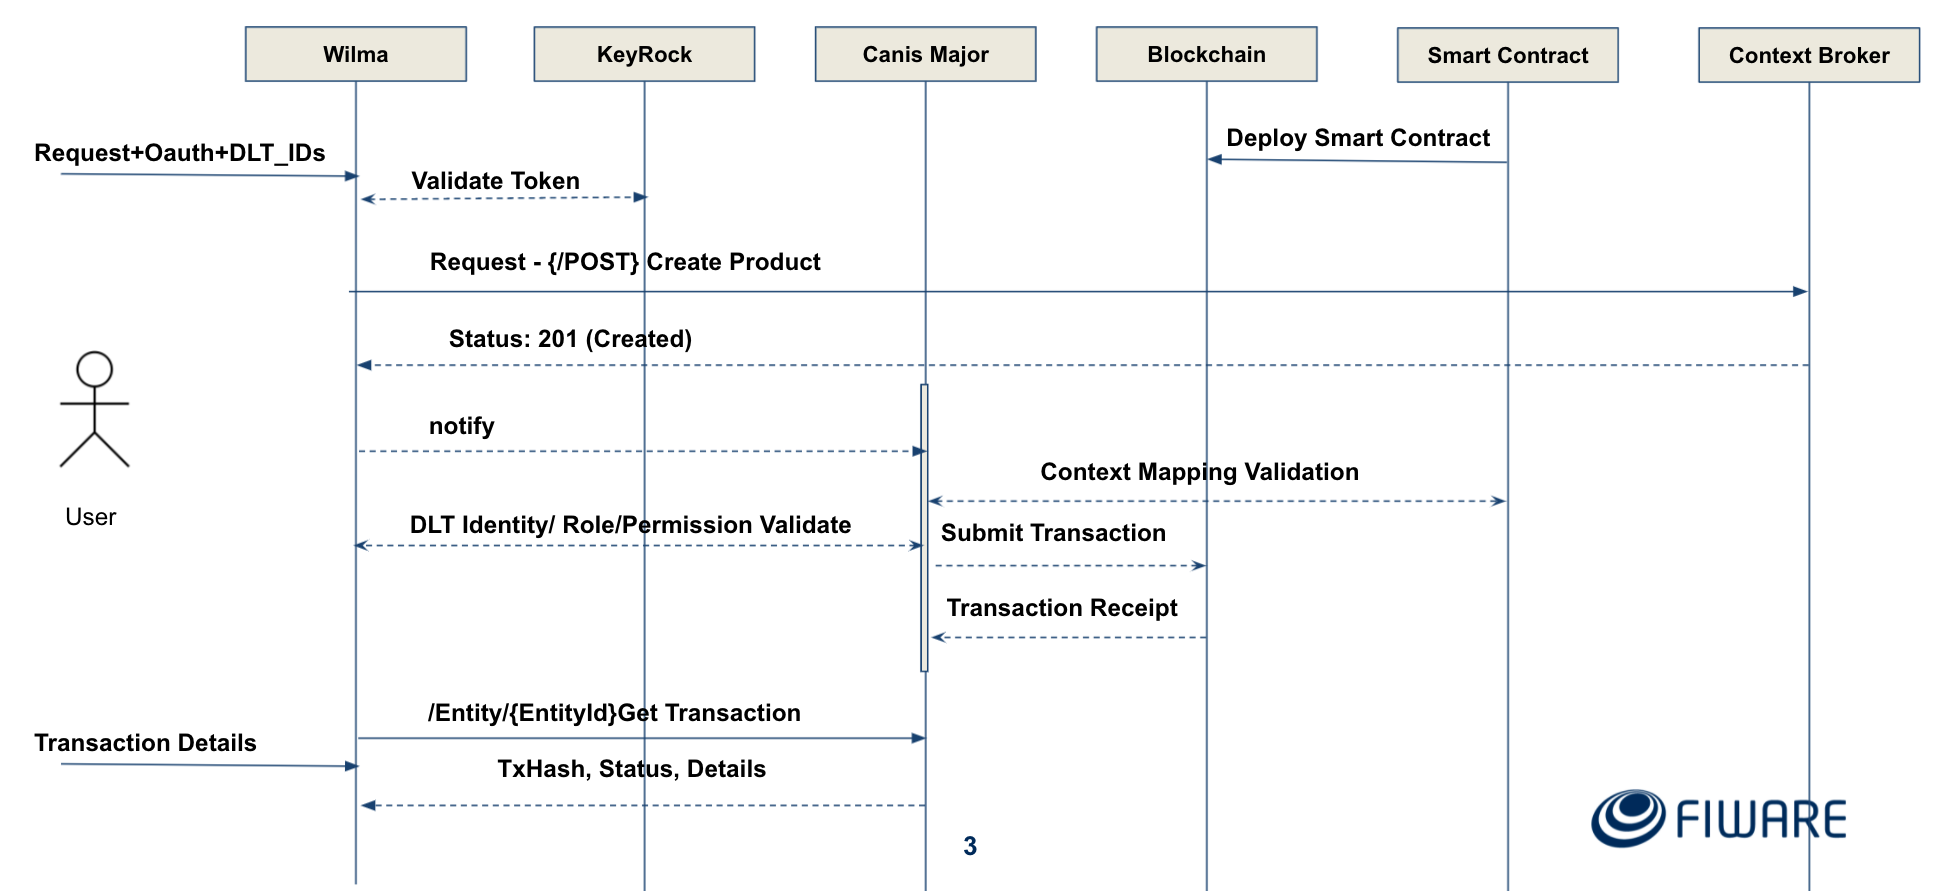 Wilma
KeyRock
Canis Major
Blockchain
Smart Contract
Context Broker
Deploy Smart Contract
Request+Oauth+DLT_IDs
Validate Token
Request - {/POST} Create Product
Status: 201 (Created)
notify
Context Mapping Validation
User
DLT Identity/ Role/Permission Validate
Submit Transaction
Transaction Receipt
/Entity/{EntityId}Get Transaction
Transaction Details
TxHash, Status, Details
FIWARE
3